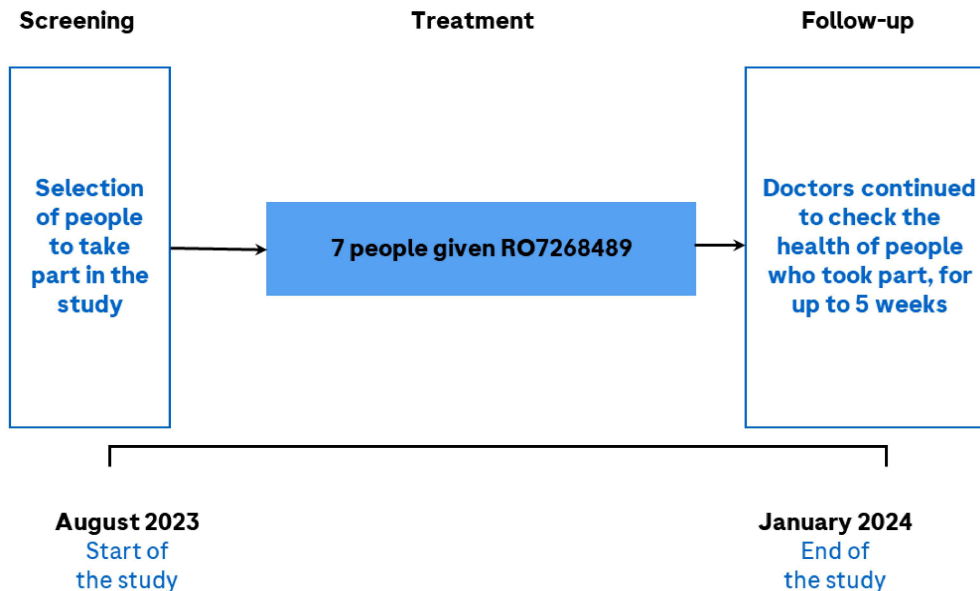 Screening
Treatment
Follow-up
Selection
of people
to take
part in the
study
7 people given RO7268489
Doctors continued
to check the
health of people
who took part, for
up to 5 weeks
August 2023
Start of
the study
January 2024
End of
the study